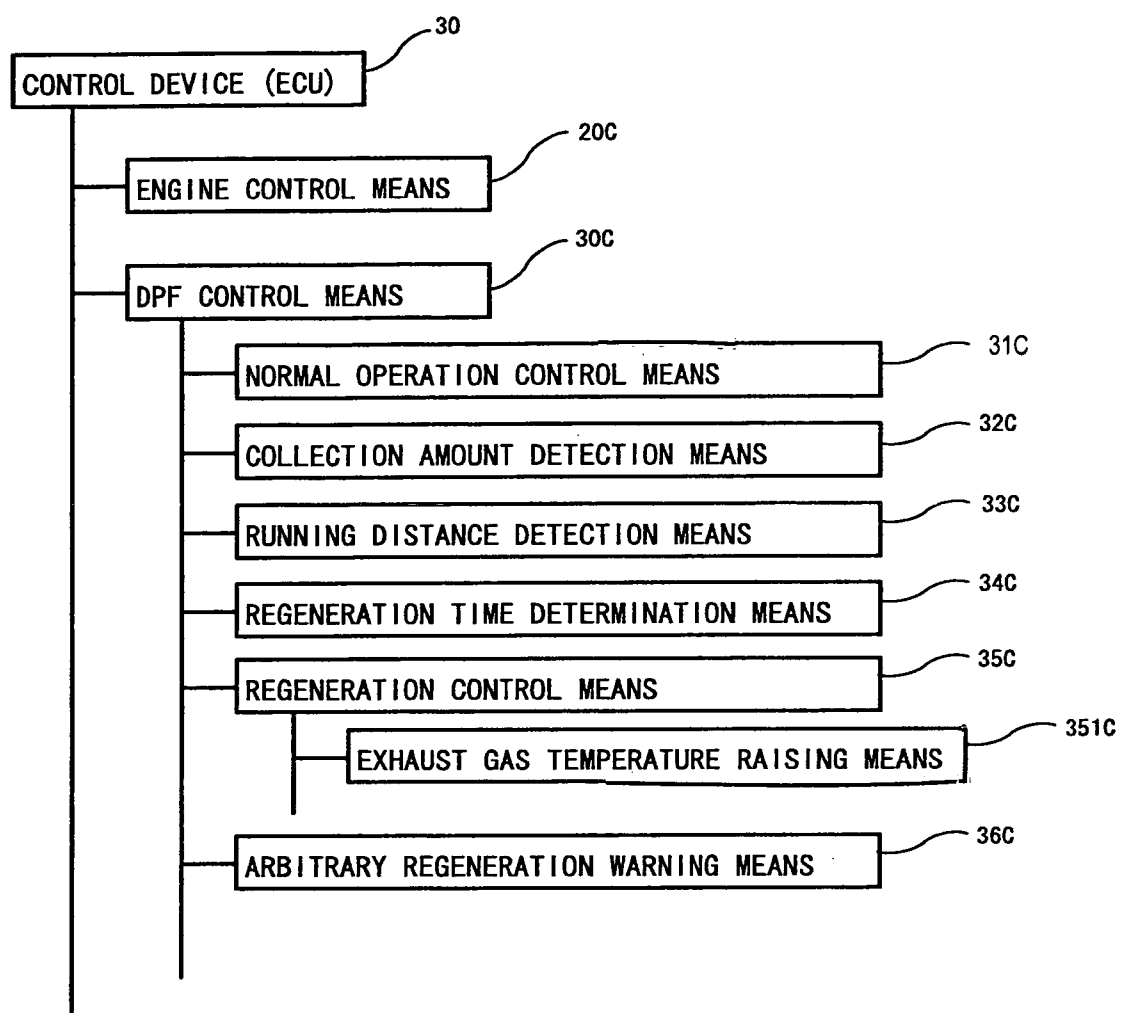 30
CONTROL DEVICE (ECU)
20C
ENGINE CONTROL MEANS
30C
DPF CONTROL MEANS
31C
NORMAL OPERATION CONTROL MEANS
32C
COLLECTION AMOUNT DETECTION MEANS
33C
RUNNING DISTANCE DETECTION MEANS
34C
REGENERATION TIME DETERMINATION MEANS
35C
REGENERATION CONTROL MEANS
351C
EXHAUST GAS TEMPERATURE RAISING MEANS
36C
ARBITRARY REGENERATION WARNING MEANS